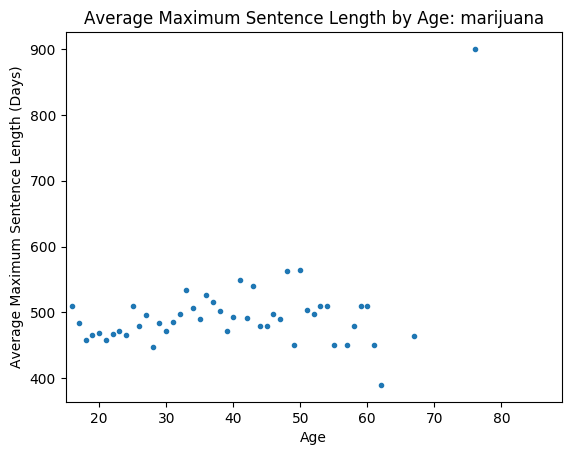 Average Maximum Sentence Length by Age: marijuana
Average Maximum Sentence Length (Days)
900
800
700
600
500
400
20 30 40 50 60 70 80
Age